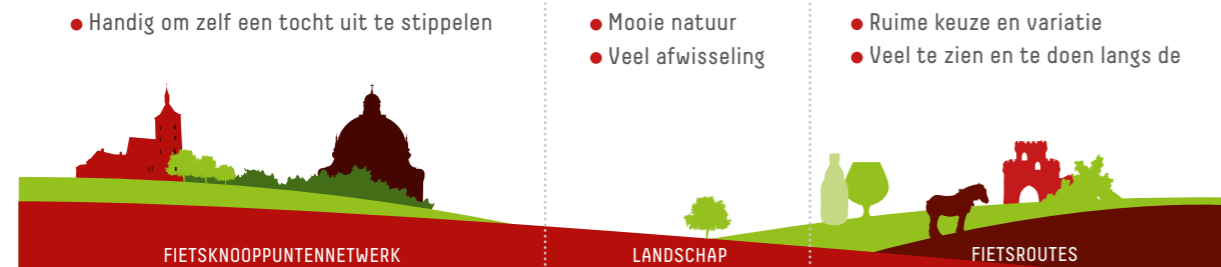 ● Handig om zelf een tocht uit te stippelen
● Mooie natuur
● Veel afwisseling
● Ruime keuze en variatie
● Veel te zien en te doen langs de
FIETSKNOOPPUNTENNETWERK
LANDSCHAP
FIETSROUTES